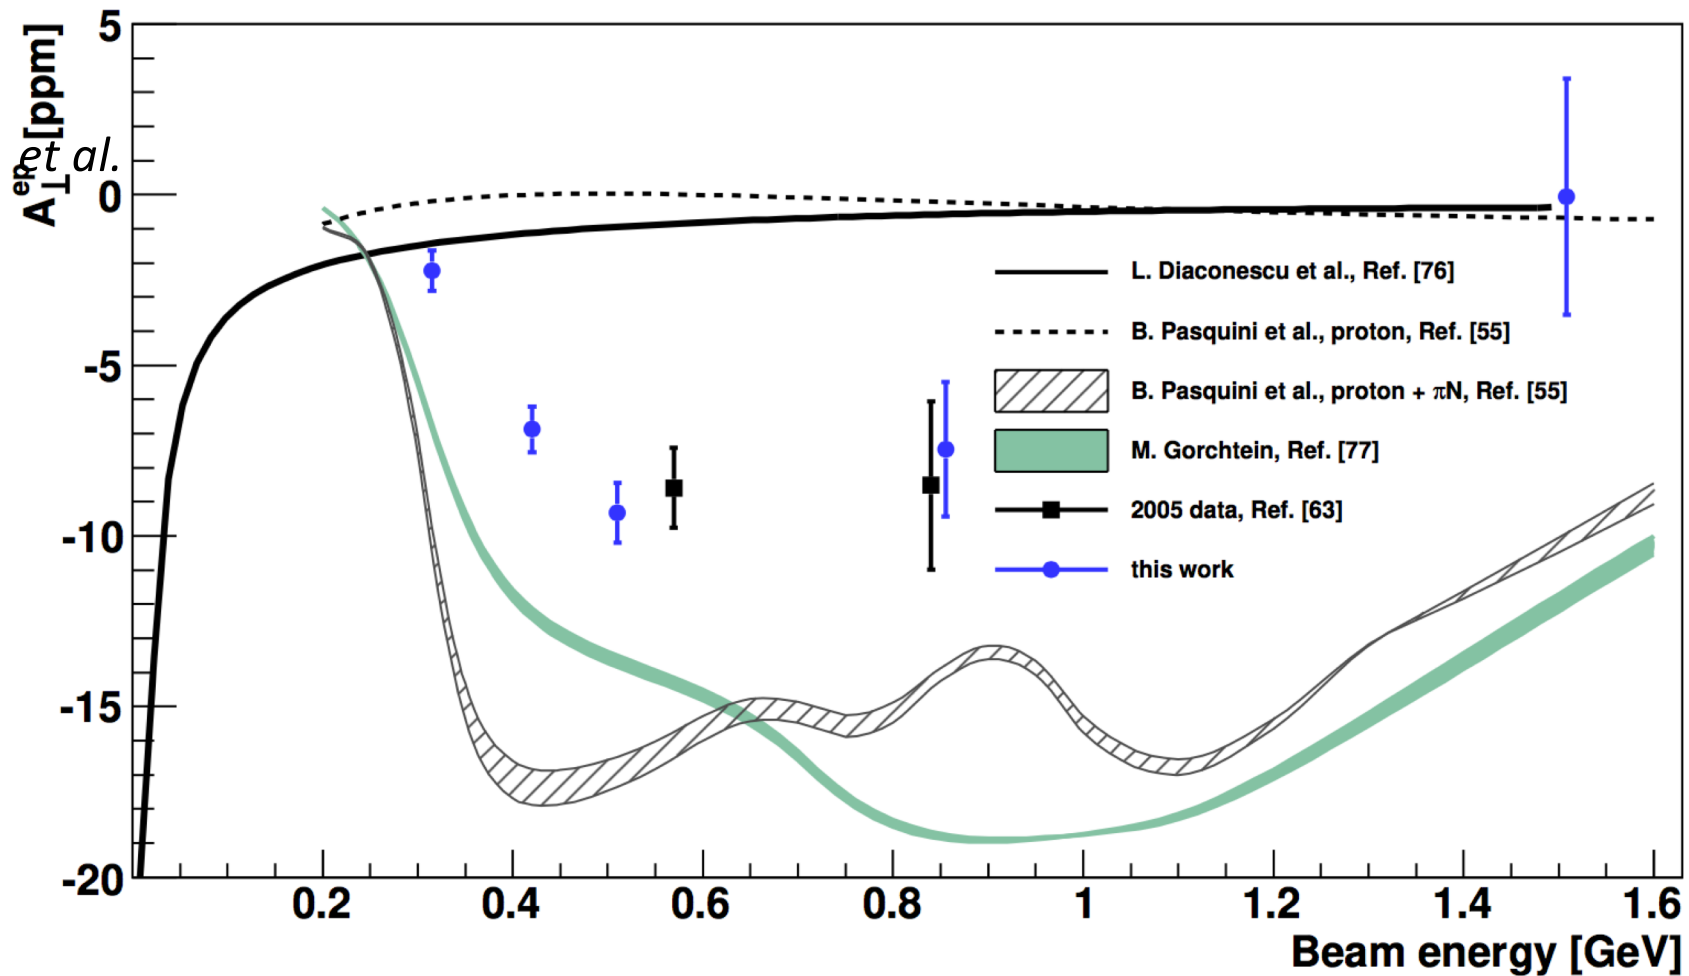 A⊥ep [ppm]
et al.
5
0
-5
-10
-15
-20
L. Diaconescu et al., Ref. [76]
B. Pasquini et al., proton, Ref. [55]
B. Pasquini et al., proton + πN, Ref. [55]
M. Gorchtein, Ref. [77]
2005 data, Ref. [63]
this work
0.2 0.4 0.6 0.8 1 1.2 1.4 1.6
Beam energy [GeV]